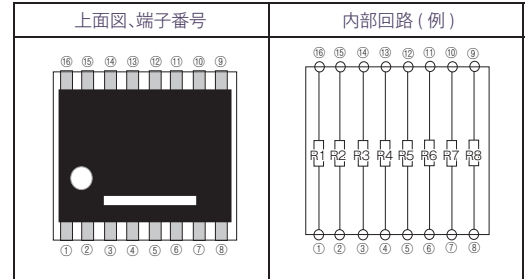 上面図、端子番号
内部回路 ( 例 )
⑯ ⑮ ⑭ ⑬ ⑫ ⑪ ⑩ ⑨
① ② ③ ④ ⑤ ⑥ ⑦ ⑧
⑯ ⑮ ⑭ ⑬ ⑫ ⑪ ⑩ ⑨
R1 R2 R3 R4 R5 R6 R7 R8
① ② ③ ④ ⑤ ⑥ ⑦ ⑧